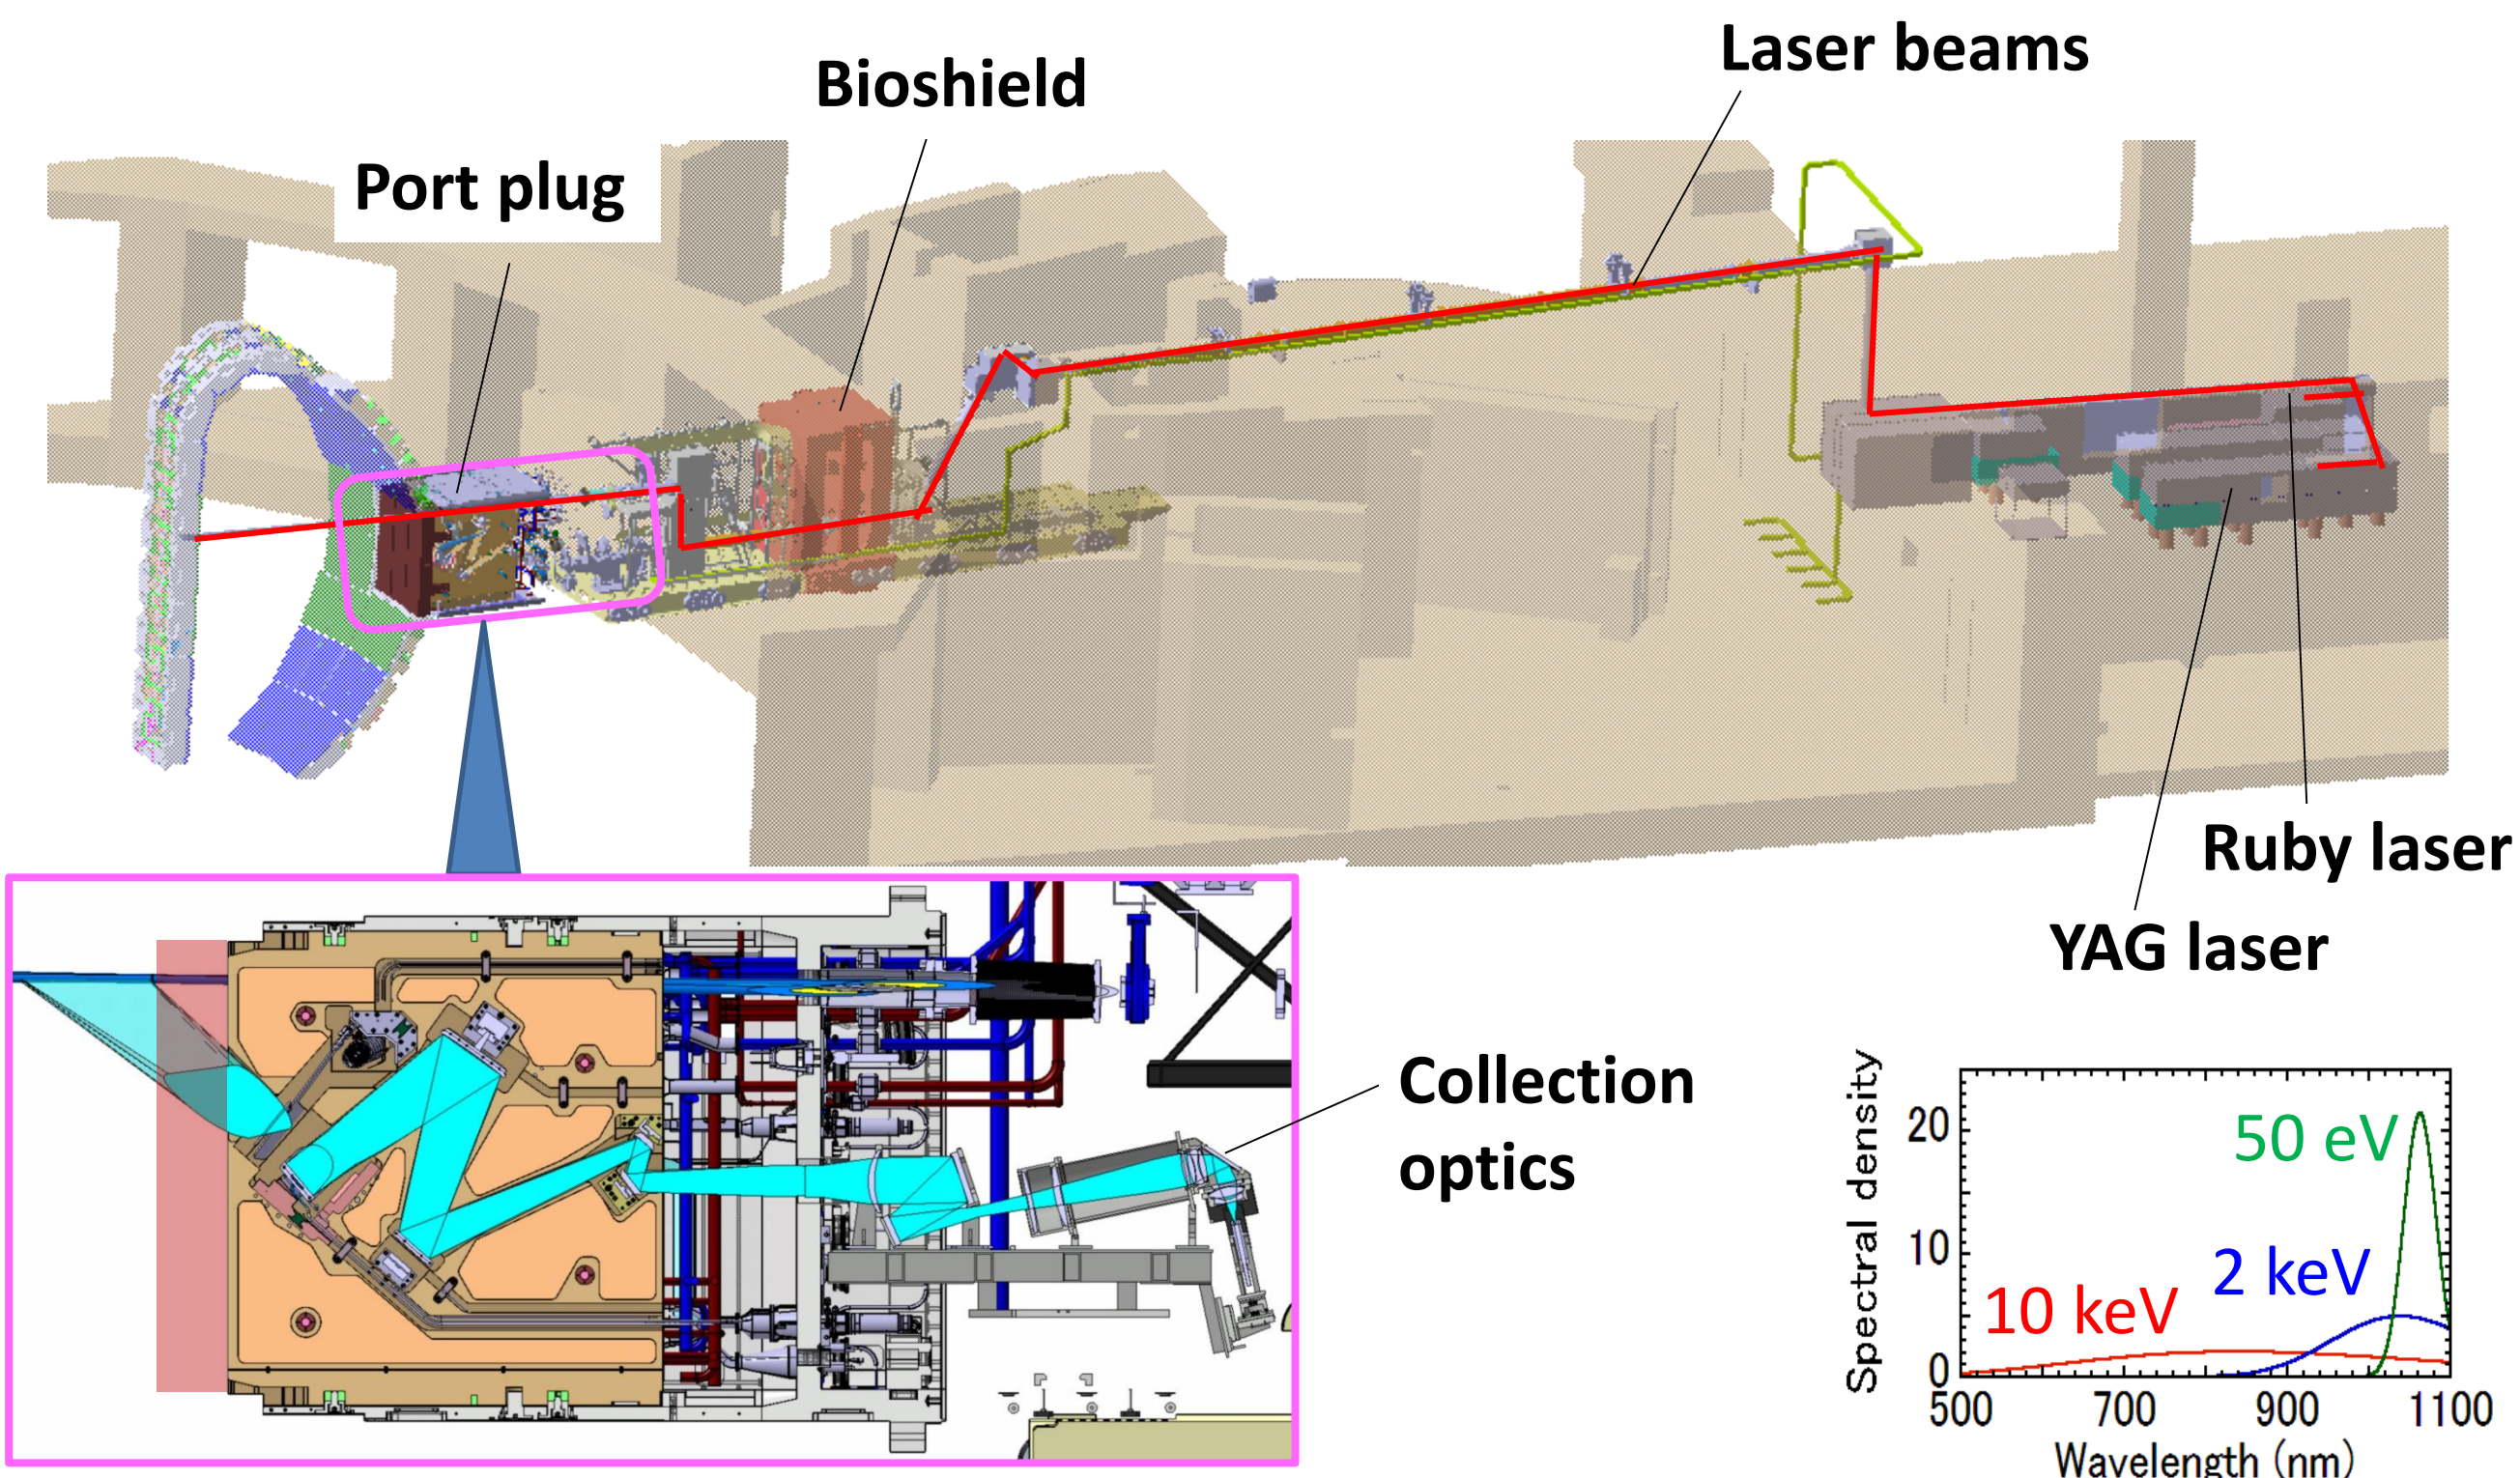 Laser beams
Bioshield
Port plug
Ruby laser
YAG laser
Collection
optics
Spectral density
20
10
0
50 eV
2 keV
10 keV
500
700
900
1100
Wavelength (nm)